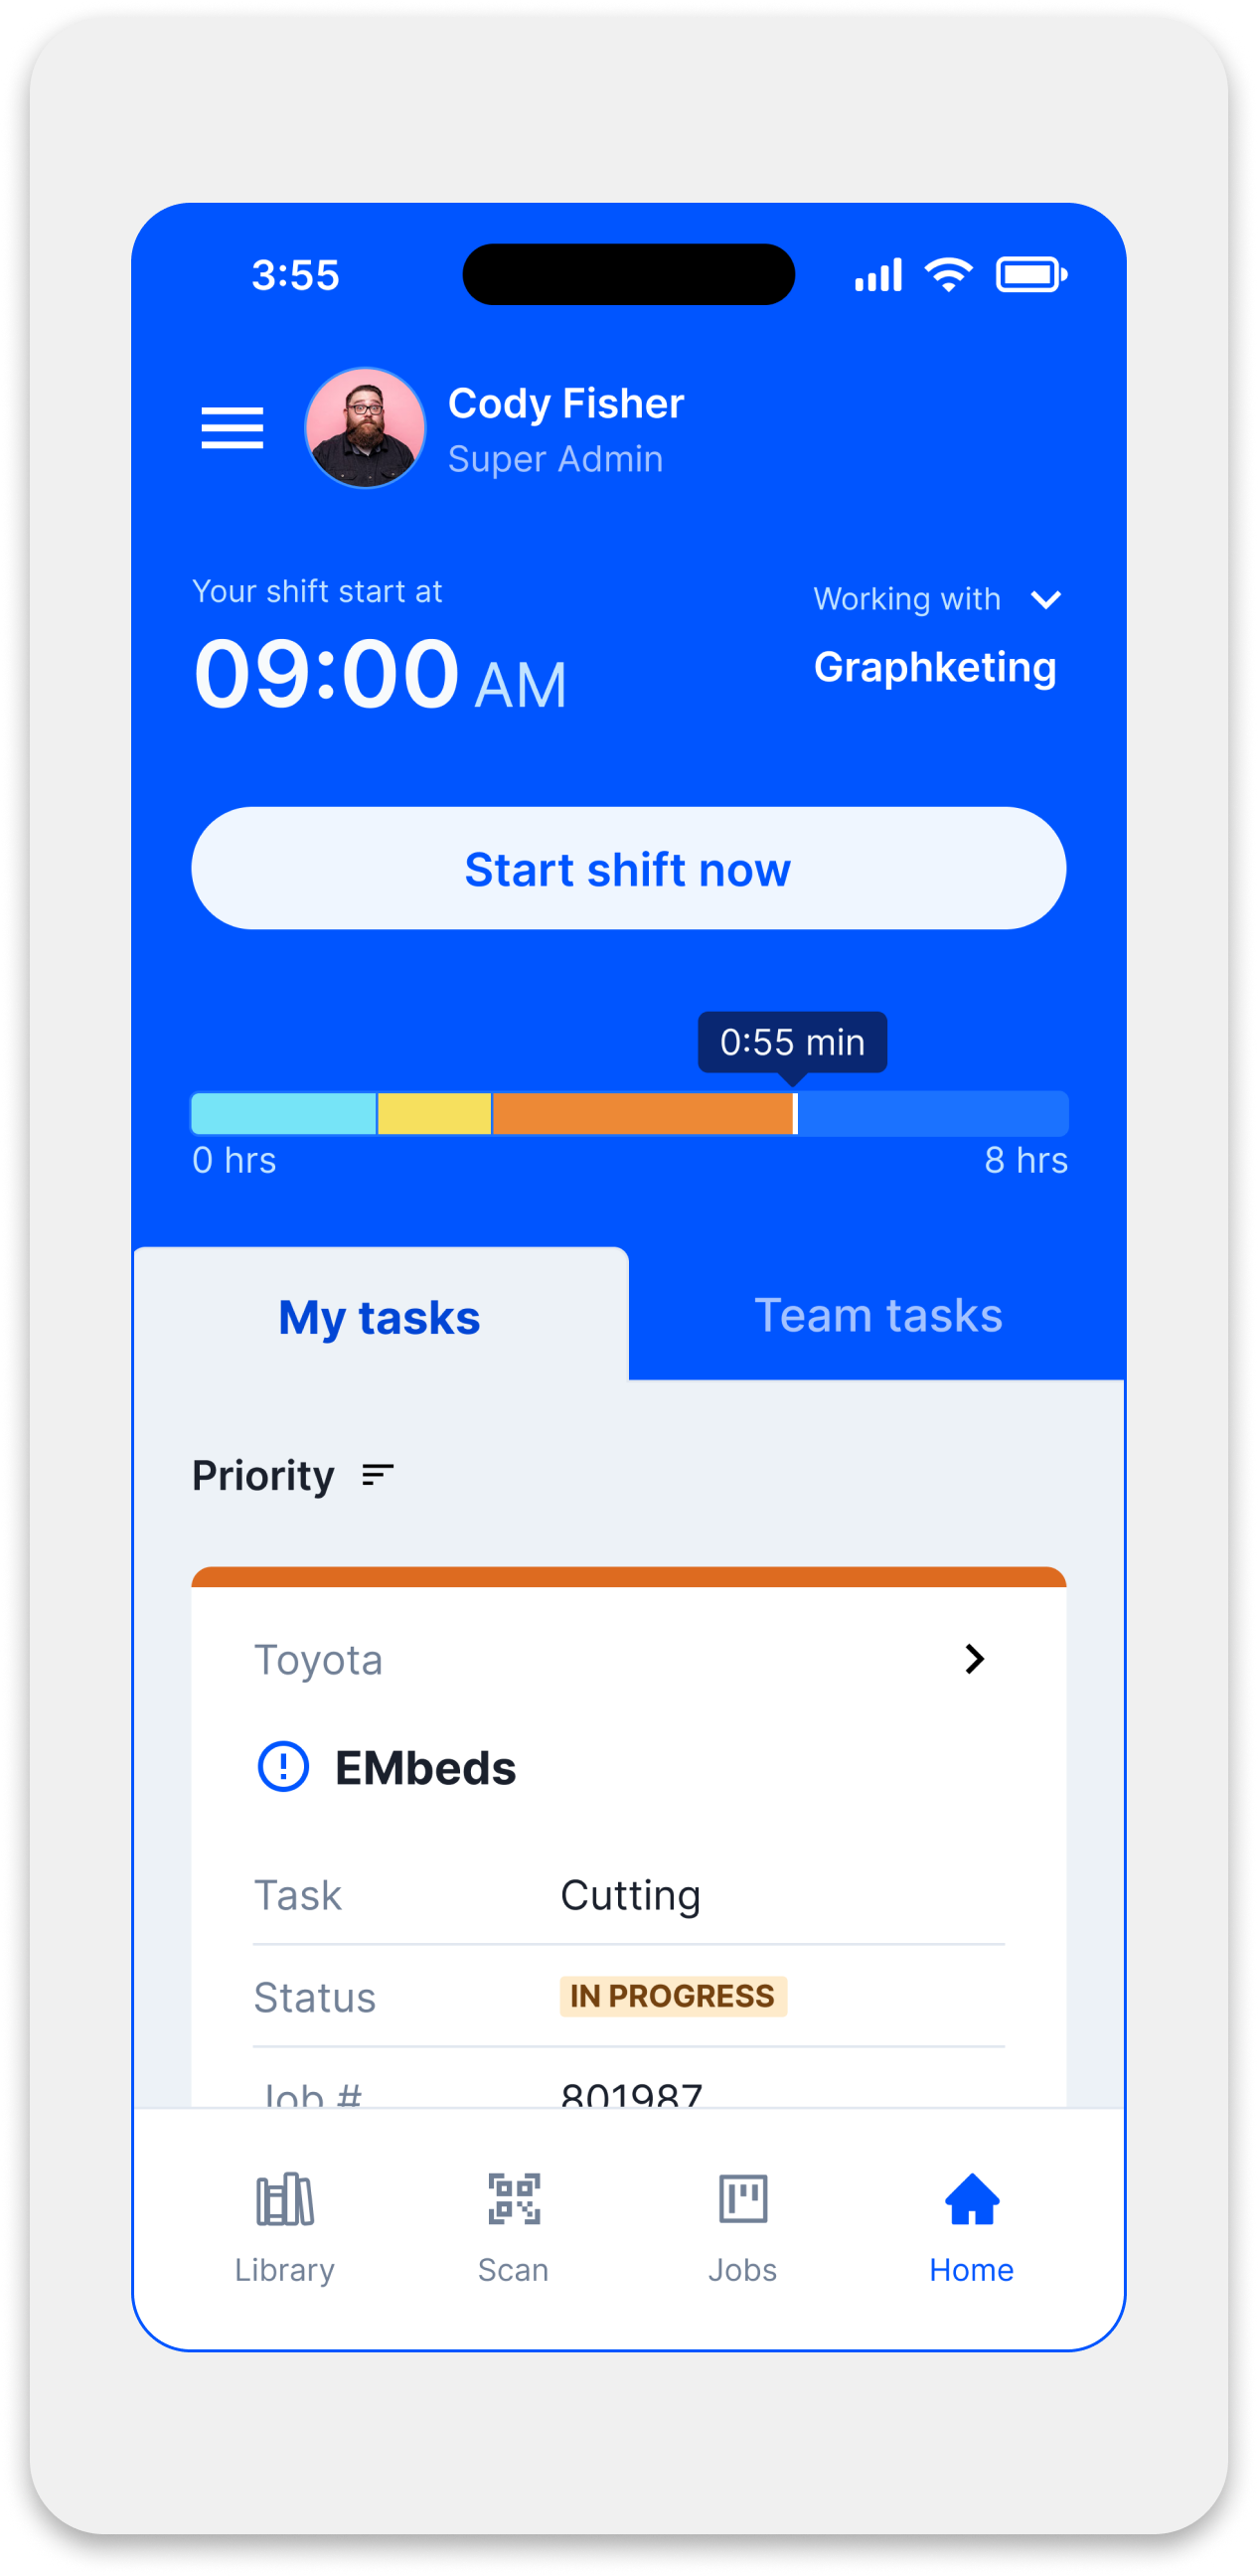 3:55
Cody Fisher
Super Admin
Your shift start at
Working with
09:00 AM
Graphketing
Start shift now
0:55 min
0 hrs
8 hrs
My tasks
Team tasks
Priority
Toyota
EMbeds
Task
Cutting
Status
IN PROGRESS
Job #
801987
Library
Scan
Jobs
Home